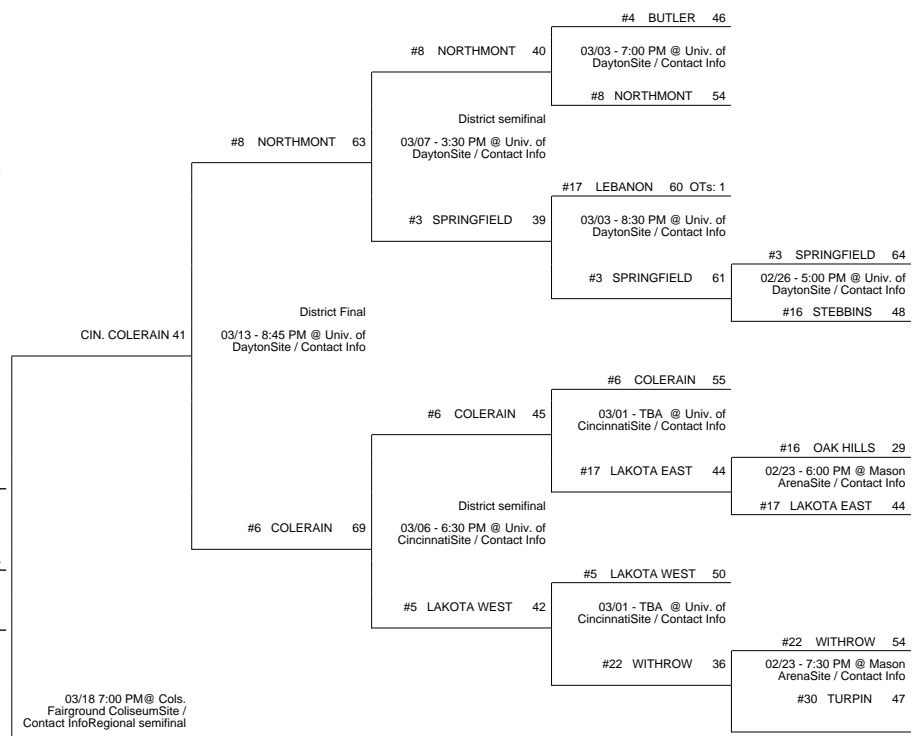 #4 BUTLER 46
#8 NORTHMONT 40
03/03 - 7:00 PM @ Univ. of
DaytonSite / Contact Info
#8 NORTHMONT 54
District semifinal
#8 NORTHMONT 63
03/07 - 3:30 PM @ Univ. of
DaytonSite / Contact Info
#17 LEBANON 60 OTs: 1
#3 SPRINGFIELD 39
03/03 - 8:30 PM @ Univ. of
DaytonSite / Contact Info
#3 SPRINGFIELD 64
#3 SPRINGFIELD 61
02/26 - 5:00 PM @ Univ. of
DaytonSite / Contact Info
#16 STEBBINS 48
District Final
CIN. COLERAIN 41
03/13 - 8:45 PM @ Univ. of
DaytonSite / Contact Info
#6 COLERAIN 55
#6 COLERAIN 45
03/01 - TBA @ Univ. of
CincinnatiSite / Contact Info
#16 OAK HILLS 29
#17 LAKOTA EAST 44
02/23 - 6:00 PM @ Mason
ArenaSite / Contact Info
#17 LAKOTA EAST 44
District semifinal
#6 COLERAIN 69
03/06 - 6:30 PM @ Univ. of
CincinnatiSite / Contact Info
#5 LAKOTA WEST 50
#5 LAKOTA WEST 42
03/01 - TBA @ Univ. of
CincinnatiSite / Contact Info
#22 WITHROW 54
#22 WITHROW 36
02/23 - 7:30 PM @ Mason
ArenaSite / Contact Info
#30 TURPIN 47
03/18 7:00 PM@ Cols.
Fairground ColiseumSite /
Contact InfoRegional semifinal